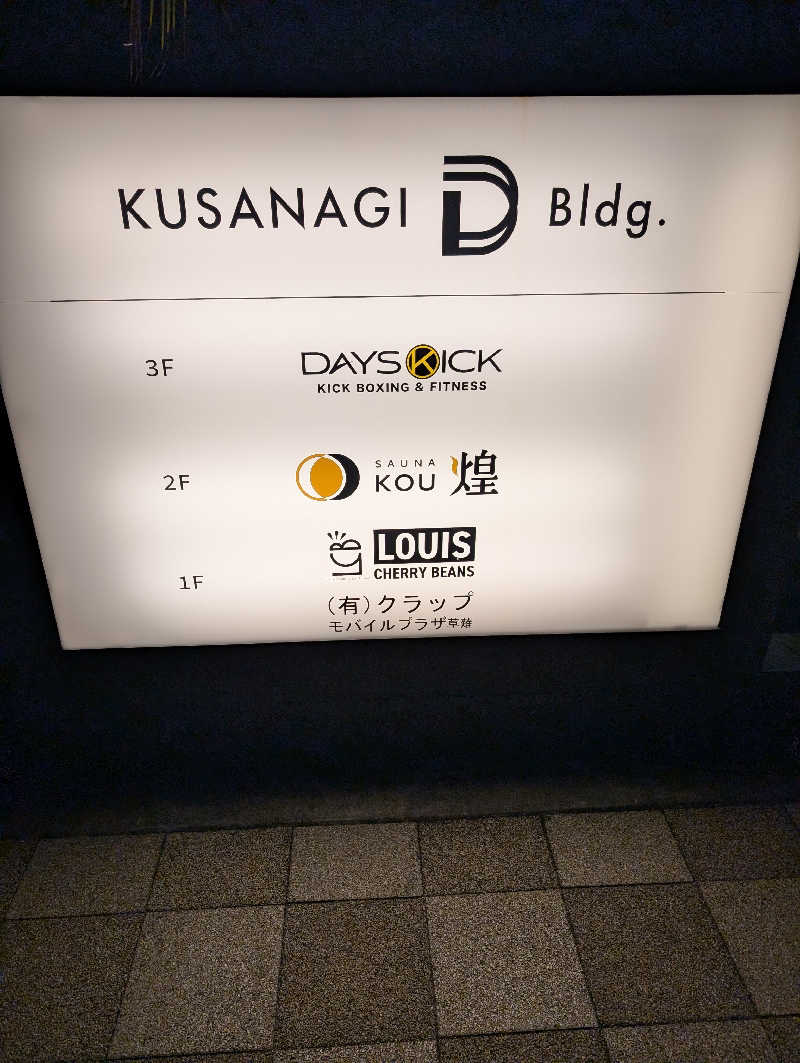 KUSANAGI D Bldg.
3F DAYSKICK
KICK BOXING & FITNESS
2F SAUNA KOU 煌
1F LCB LOUIS
CHERRY BEANS
(有)クラップ
モバイルプラザ草薙